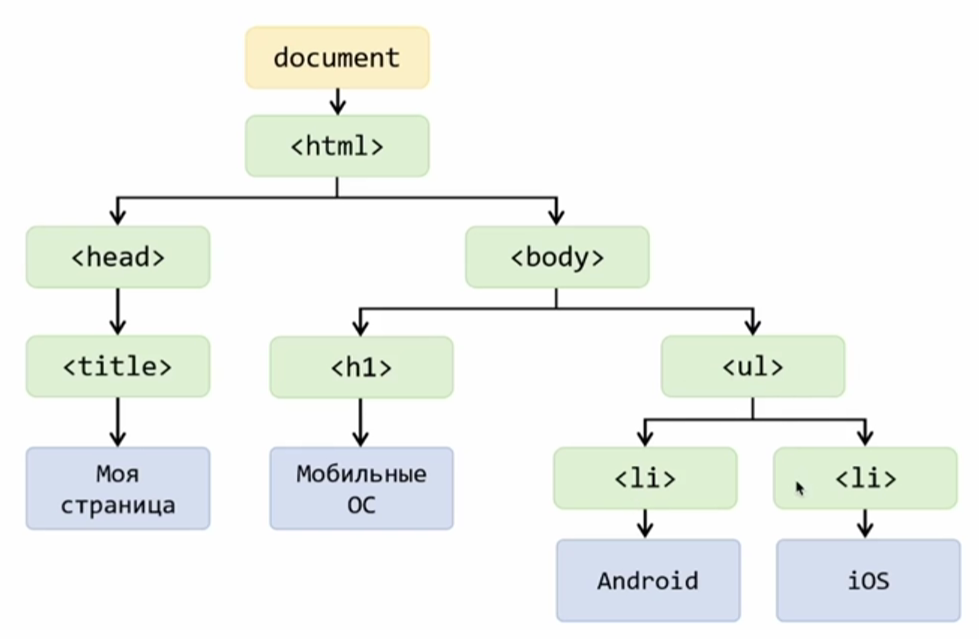 document
<html>
<head>
<body>
<title>
<h1>
<ul>
Моя
страница
Мобильные
ОС
<li>
<li>
Android
iOS